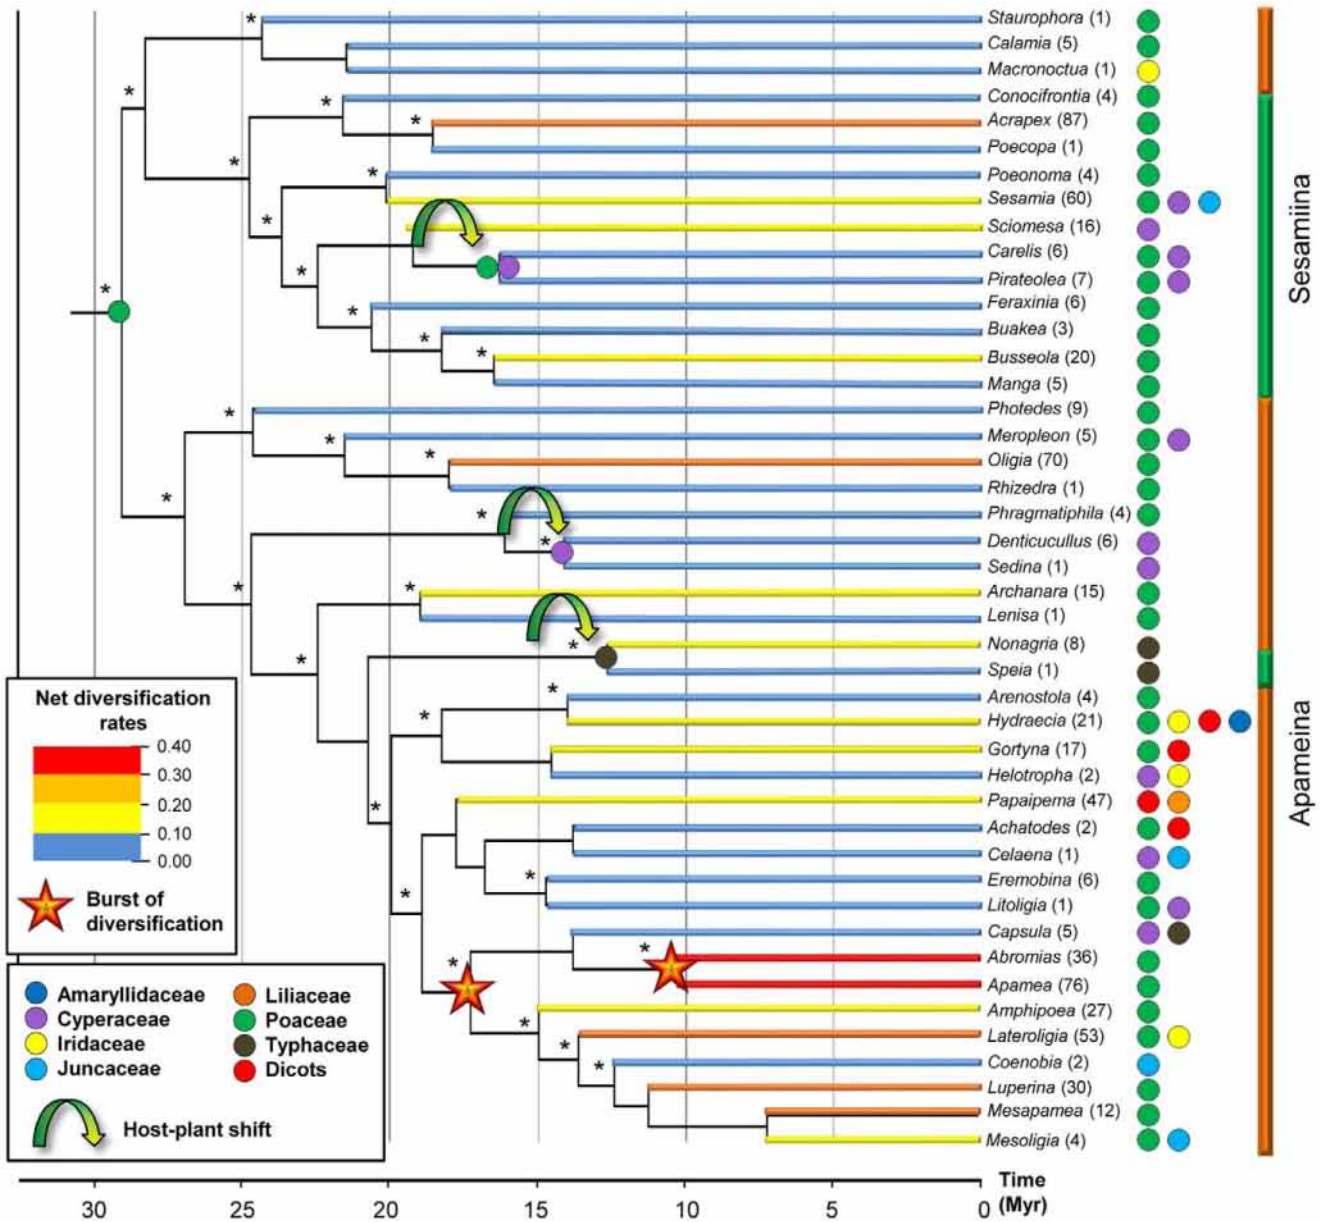 Staurophora (1)
Calamia (5)
Macronoctua (1)
Conocifrontia (4)
Acrapex (87)
Poecopa (1)
Poeonoma (4)
Sesamia (60)
Sciomesa (16)
Carelis (6)
Pirateolea (7)
Feraxinia (6)
Buakea (3)
Busseola (20)
Manga (5)
Photedes (9)
Meropleon (5)
Oligia (70)
Rhizedra (1)
Phragmatiphila (4)
Denticucullus (6)
Sedina (1)
Archanara (15)
Lenisa (1)
Nonagria (8)
Speia (1)
Arenostola (4)
Hydraecia (21)
Gortyna (17)
Helotropha (2)
Papaipema (47)
Achatodes (2)
Celaena (1)
Eremobina (6)
Litoligia (1)
Capsula (5)
Abromias (36)
Apamea (76)
Amphipoea (27)
Lateroligia (53)
Coenobia (2)
Luperina (30)
Mesapamea (12)
Mesoligia (4)
Sesamiina
Apameina
Net diversification
rates
0.40
0.30
0.20
0.10
0.00
Burst of
diversification
Amaryllidaceae
Cyperaceae
Iridaceae
Juncaceae
Liliaceae
Poaceae
Typhaceae
Dicots
Host-plant shift
30 25 20 15 10 5 0
Time
(Myr)